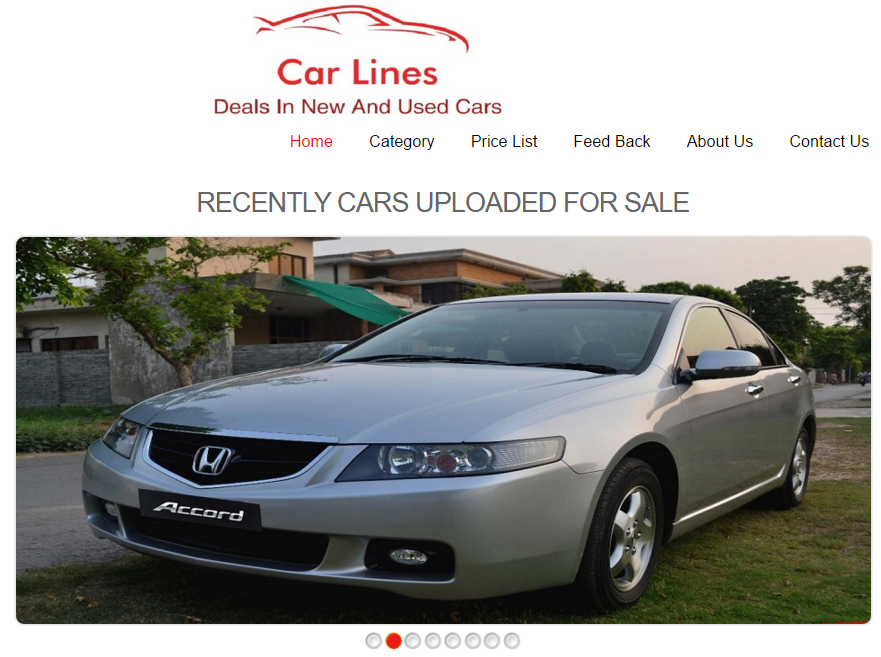 Car Lines
Deals In New And Used Cars
Home Category Price List Feed Back About Us Contact Us
RECENTLY CARS UPLOADED FOR SALE
Accord